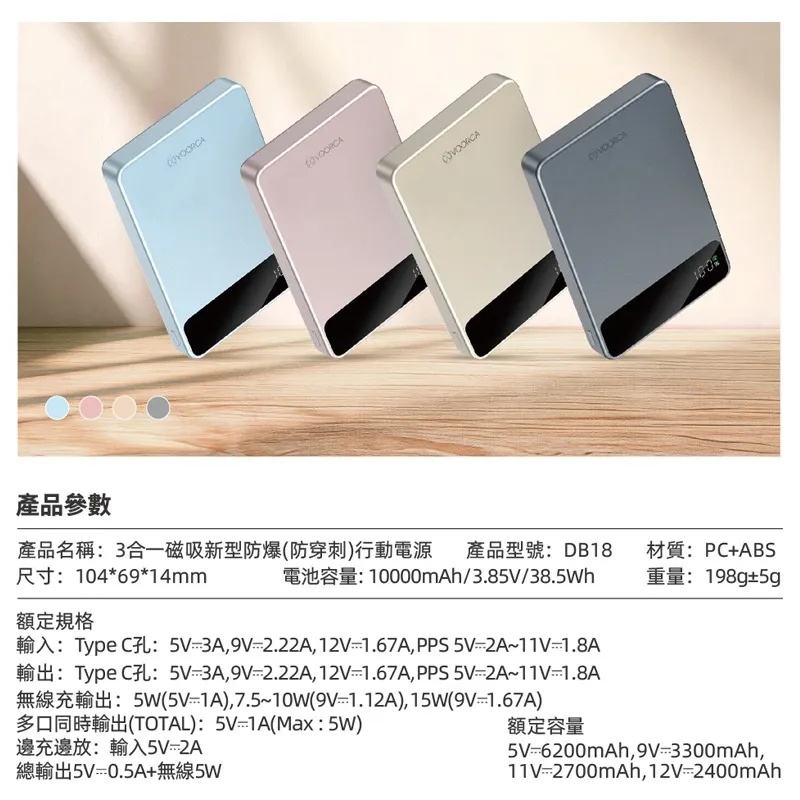 VOORCA
VOORCA
VOORCA
VOORCA
10
10
100%
產品參數
產品名稱：3合一磁吸新型防爆(防穿刺)行動電源 產品型號：DB18 材質：PC+ABS
尺寸：104*69*14mm 電池容量: 10000mAh/3.85V/38.5Wh 重量：198g±5g
額定規格
輸入：Type C孔：5V⎓3A,9V⎓2.22A,12V⎓1.67A,PPS 5V⎓2A~11V⎓1.8A
輸出：Type C孔：5V⎓3A,9V⎓2.22A,12V⎓1.67A,PPS 5V⎓2A~11V⎓1.8A
無線充輸出：5W(5V⎓1A),7.5~10W(9V⎓1.12A),15W(9V⎓1.67A)
多口同時輸出(TOTAL)：5V⎓1A(Max : 5W)
邊充邊放：輸入5V⎓2A
總輸出5V⎓0.5A+無線5W
額定容量
5V⎓6200mAh,9V⎓3300mAh,
11V⎓2700mAh,12V⎓2400mAh